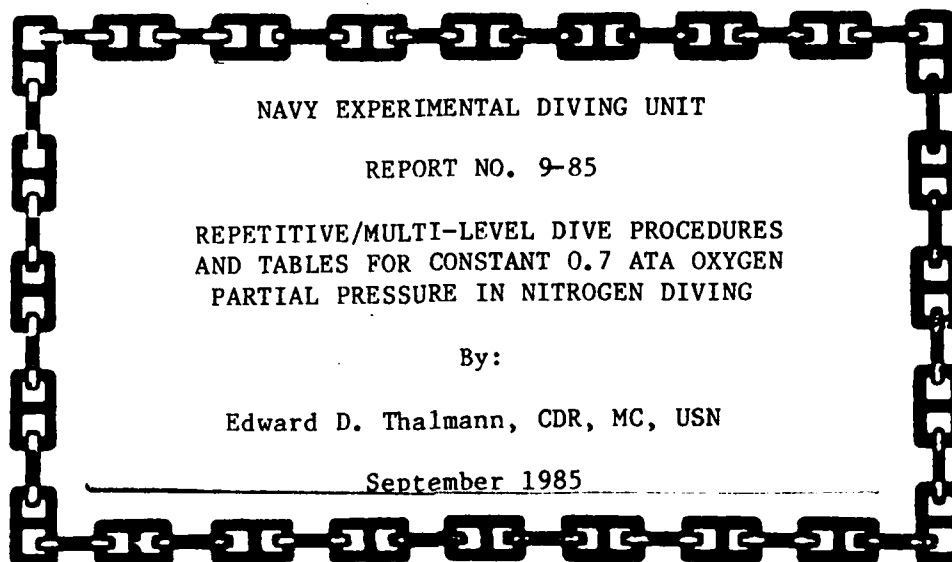 NAVY EXPERIMENTAL DIVING UNIT
REPORT NO. 9-85
REPETITIVE/MULTI-LEVEL DIVE PROCEDURES
AND TABLES FOR CONSTANT 0.7 ATA OXYGEN
PARTIAL PRESSURE IN NITROGEN DIVING
By:
Edward D. Thalmann, CDR, MC, USN
September 1985